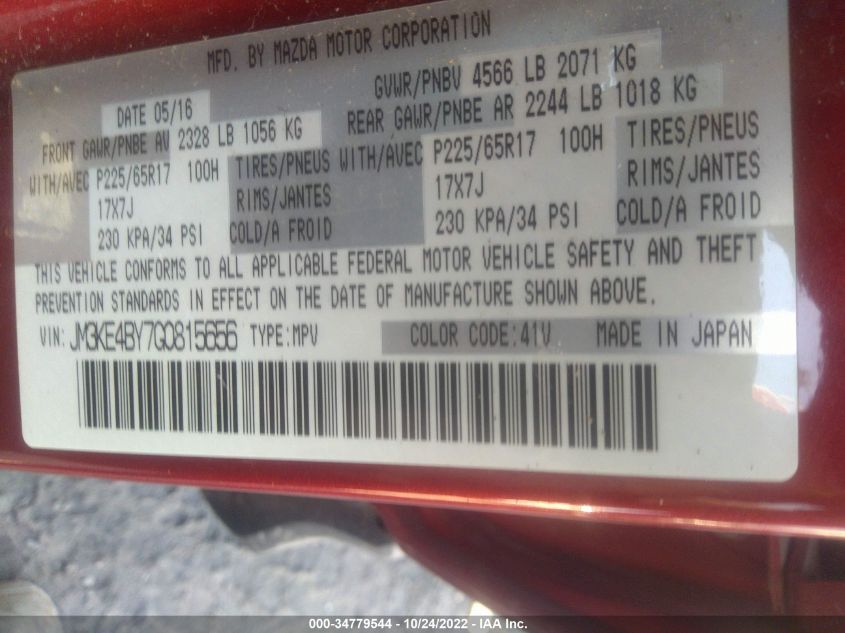 MFD. BY MAZDA MOTOR CORPORATION
DATE 05/16 GVWR/PNBV 4566 LB 2071 KG
FRONT GAWR/PNBE AV 2328 LB 1056 KG REAR GAWR/PNBE AR 2244 LB 1018 KG
WITH/AVEC P225/65R17 100H TIRES/PNEUS WITH/AVEC P225/65R17 100H TIRES/PNEUS
17X7J RIMS/JANTES 17X7J RIMS/JANTES
230 KPA/34 PSI COLD/A FROID 230 KPA/34 PSI COLD/A FROID
THIS VEHICLE CONFORMS TO ALL APPLICABLE FEDERAL MOTOR VEHICLE SAFETY AND THEFT
PREVENTION STANDARDS IN EFFECT ON THE DATE OF MANUFACTURE SHOWN ABOVE.
VIN: JM3KE4BY7G0815656 TYPE:MPV COLOR CODE:41V MADE IN JAPAN
000-34779544 - 10/24/2022 - IAA Inc.